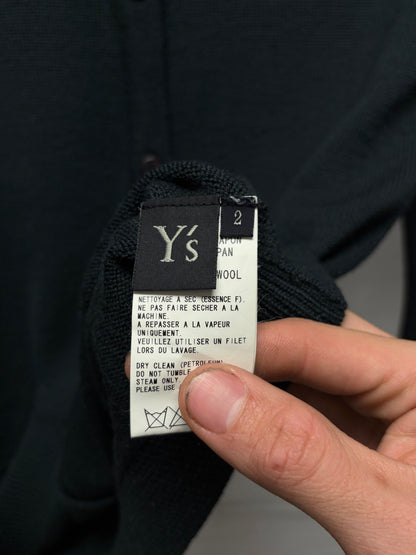 Y's
2
WOOL
NETTOYAGE À SEC (ESSENCE F).
NE PAS FAIRE SECHER A LA
MACHINE.
A REPASSER A LA VAPEUR
UNIQUEMENT.
VEUILLEZ UTILISER UN FILET
LORS DU LAVAGE.
DRY CLEAN (PETROLEUM)
DO NOT TUMBLE
STEAM ONLY
PLEASE USE